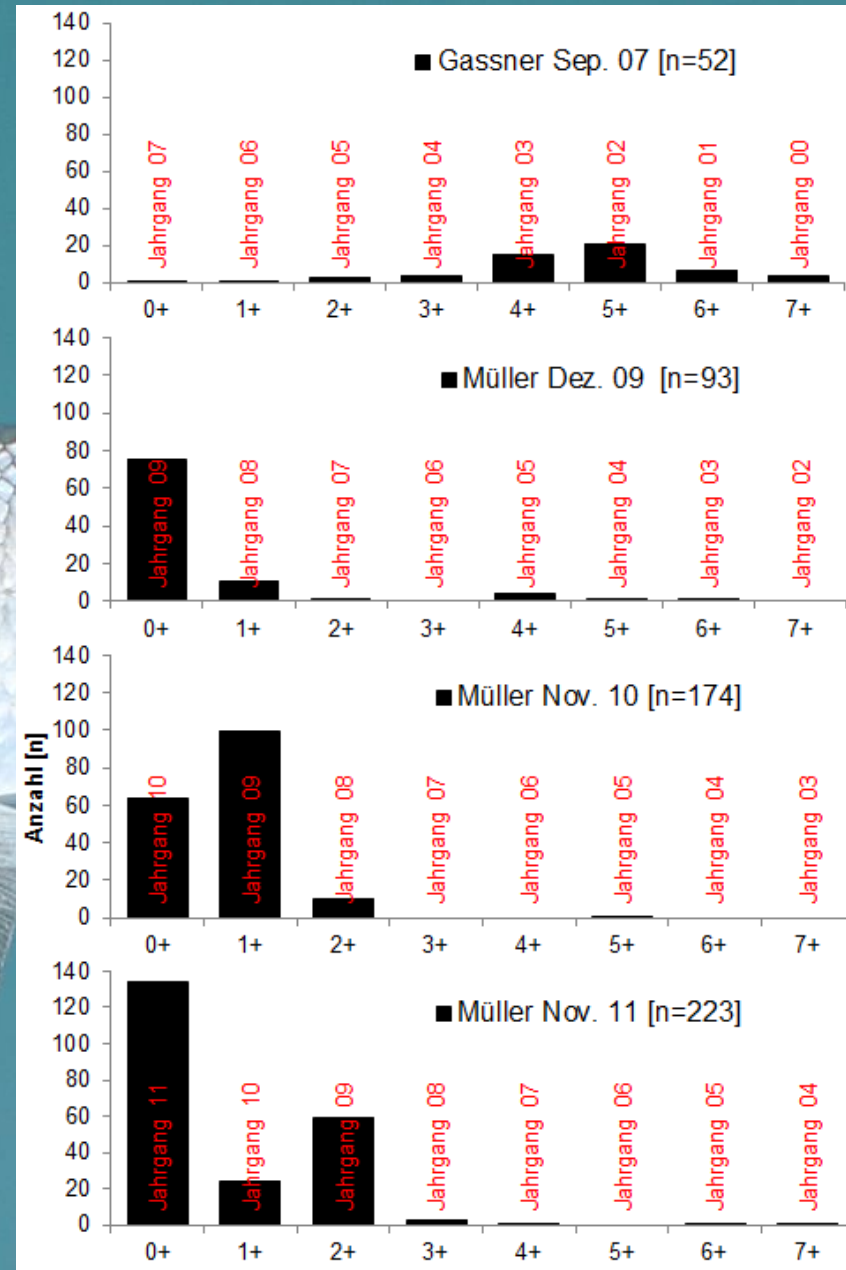 140
120
100
80
60
40
20
0
■ Gassner Sep. 07 [n=52]
Jahrgang 07
Jahrgang 06
Jahrgang 05
Jahrgang 04
Jahrgang 03
Jahrgang 02
Jahrgang 01
Jahrgang 00
0+ 1+ 2+ 3+ 4+ 5+ 6+ 7+
140
120
100
80
60
40
20
0
■ Müller Dez. 09 [n=93]
Jahrgang 09
Jahrgang 08
Jahrgang 07
Jahrgang 06
Jahrgang 05
Jahrgang 04
Jahrgang 03
Jahrgang 02
0+ 1+ 2+ 3+ 4+ 5+ 6+ 7+
Anzahl [n]
140
120
100
80
60
40
20
0
■ Müller Nov. 10 [n=174]
Jahrgang 10
Jahrgang 09
Jahrgang 08
Jahrgang 07
Jahrgang 06
Jahrgang 05
Jahrgang 04
Jahrgang 03
0+ 1+ 2+ 3+ 4+ 5+ 6+ 7+
140
120
100
80
60
40
20
0
■ Müller Nov. 11 [n=223]
Jahrgang 11
Jahrgang 10
Jahrgang 09
Jahrgang 08
Jahrgang 07
Jahrgang 06
Jahrgang 05
Jahrgang 04
0+ 1+ 2+ 3+ 4+ 5+ 6+ 7+